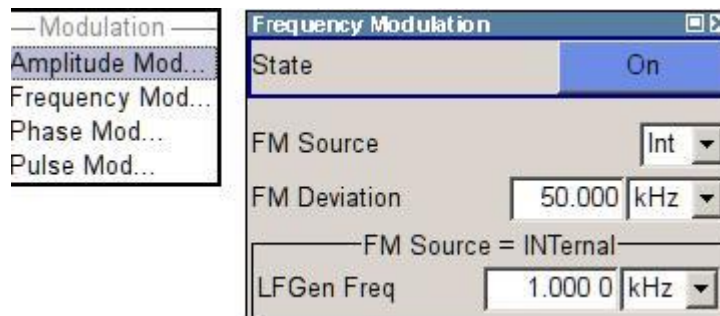 Modulation
Amplitude Mod...
Frequency Mod...
Phase Mod...
Pulse Mod...
Frequency Modulation
State On
FM Source Int
FM Deviation 50.000 kHz
FM Source = INTernal
LFGen Freq 1.000 0 kHz